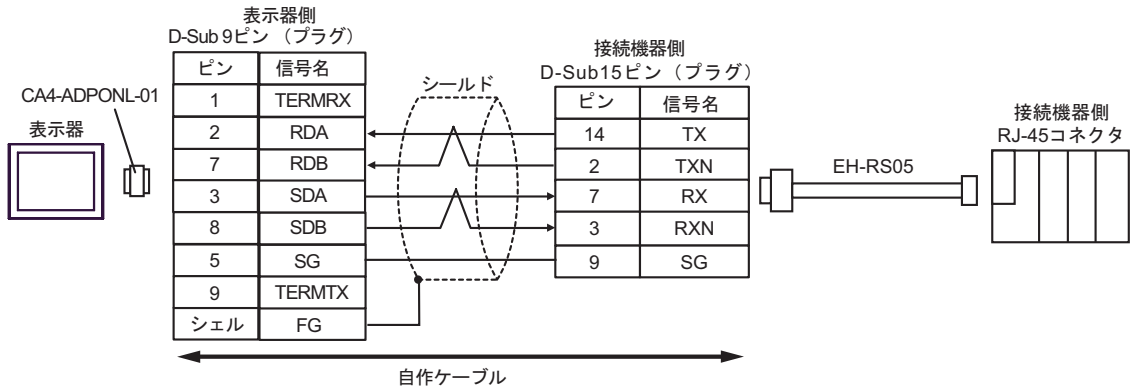 表示器側
D-Sub 9ピン （プラグ）
接続機器側
D-Sub15ピン（プラグ）
CA4-ADPONL-01
表示器
ピン 信号名
1 TERMRX
2 RDA
7 RDB
3 SDA
8 SDB
5 SG
9 TERMTX
シェル FG
シールド
ピン 信号名
14 TX
2 TXN
7 RX
3 RXN
9 SG
EH-RS05
接続機器側
RJ-45コネクタ
自作ケーブル